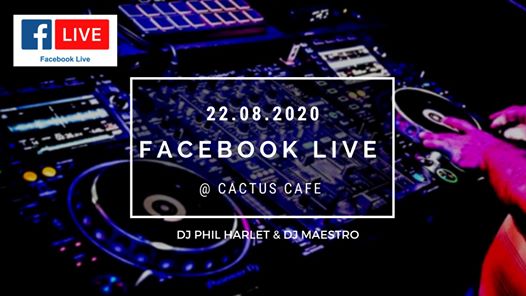 LIVE
Facebook Live
22.08.2020
FACEBOOK LIVE
@ CACTUS CAFE
DJ PHIL HARLET & DJ MAESTRO